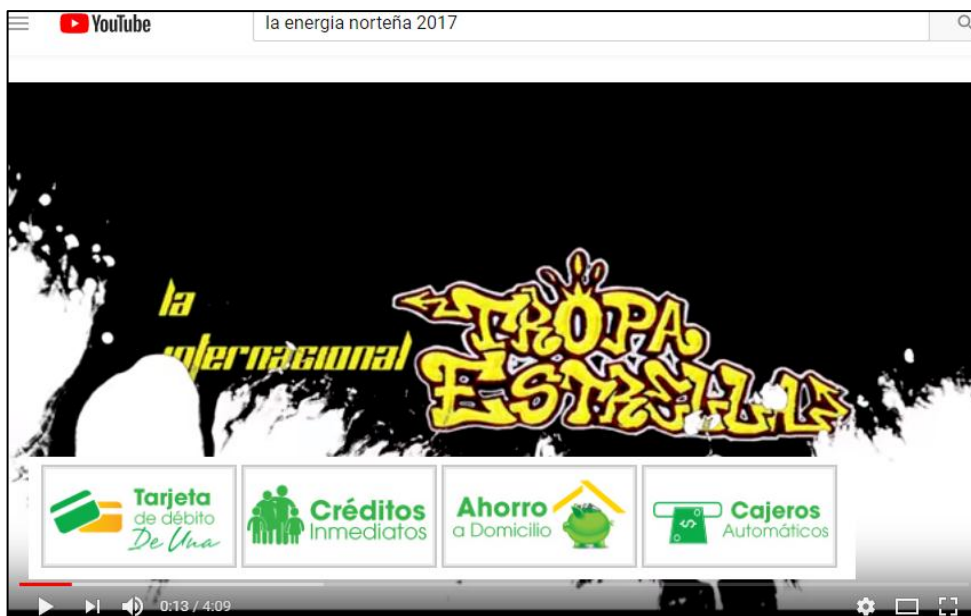 YouTube
la energia norteña 2017
la
internacional
TROPA
ESTRELLA
Tarjeta
de débito
De Una
Créditos
Inmediatos
Ahorro
a Domicilio
Cajeros
Automáticos
0:13 / 4:09